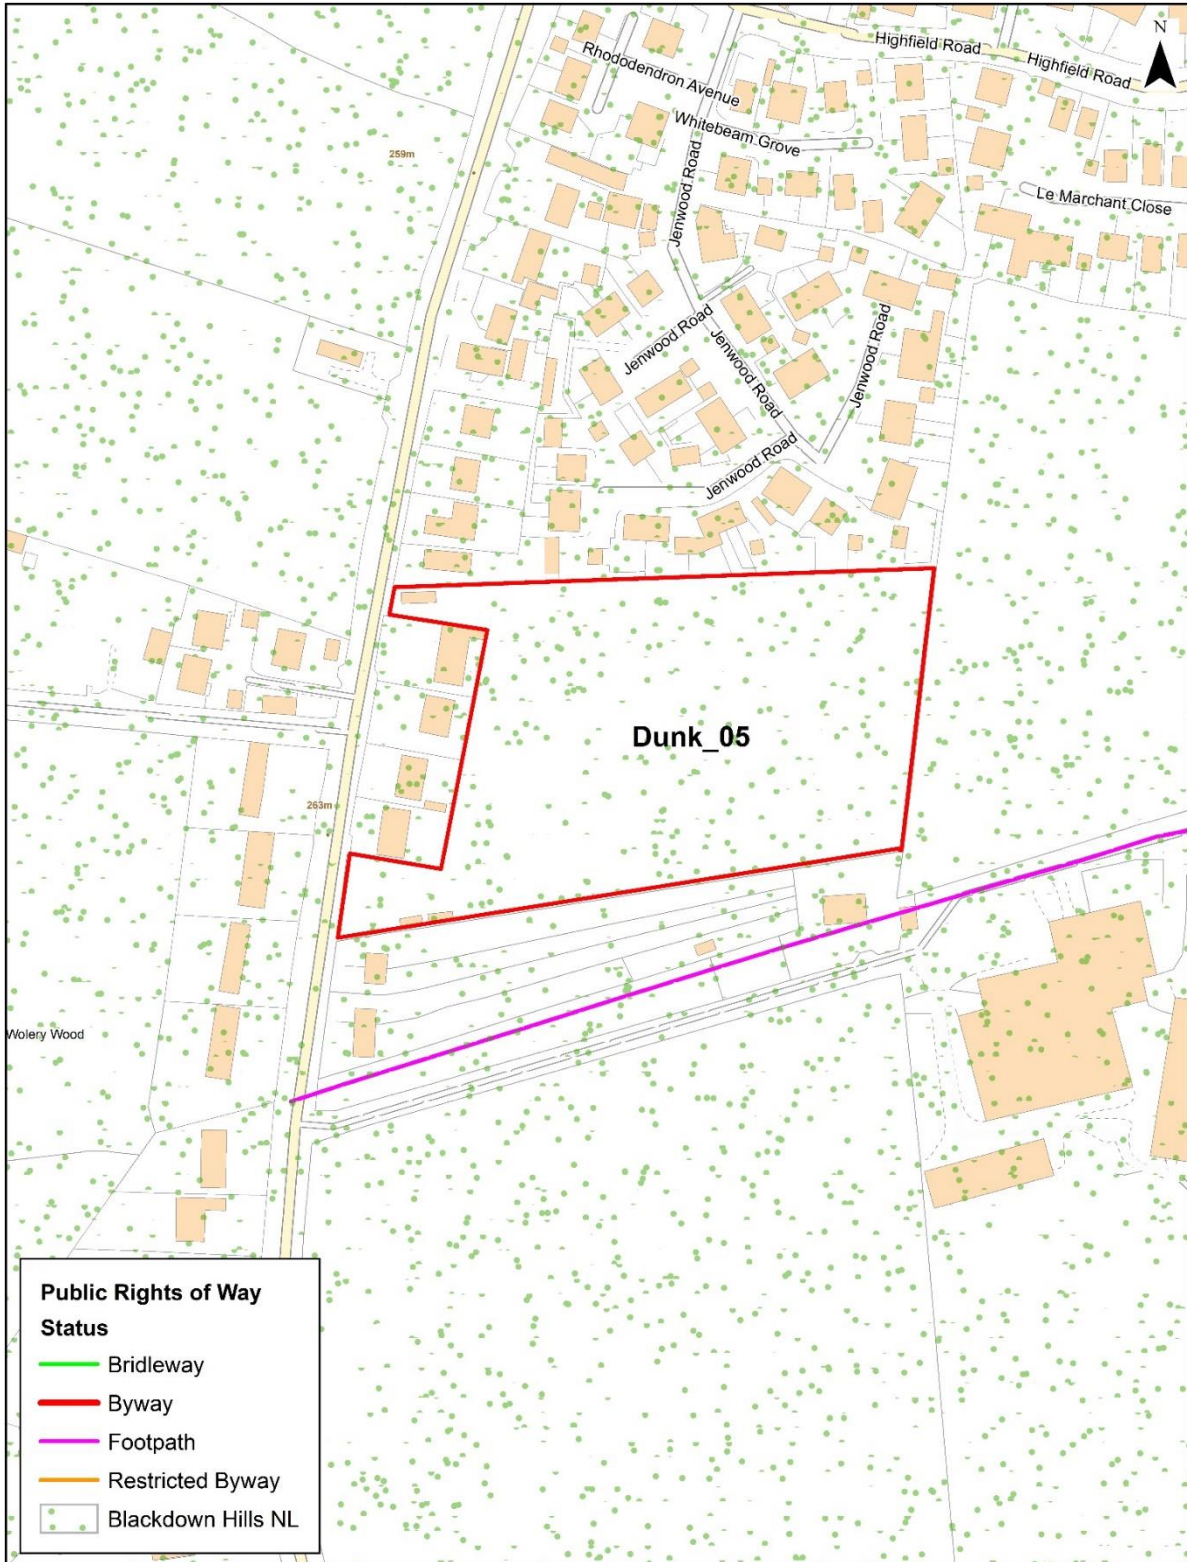 N
Highfield Road
Highfield Road
Rhododendron Avenue
Whitebeam Grove
259m
Jenwood Road
Le Marchant Close
Jenwood Road
Jenwood Road
Jenwood Road
Jenwood Road
Dunk_05
263m
Wolery Wood
Public Rights of Way
Status
Bridleway
Byway
Footpath
Restricted Byway
Blackdown Hills NL